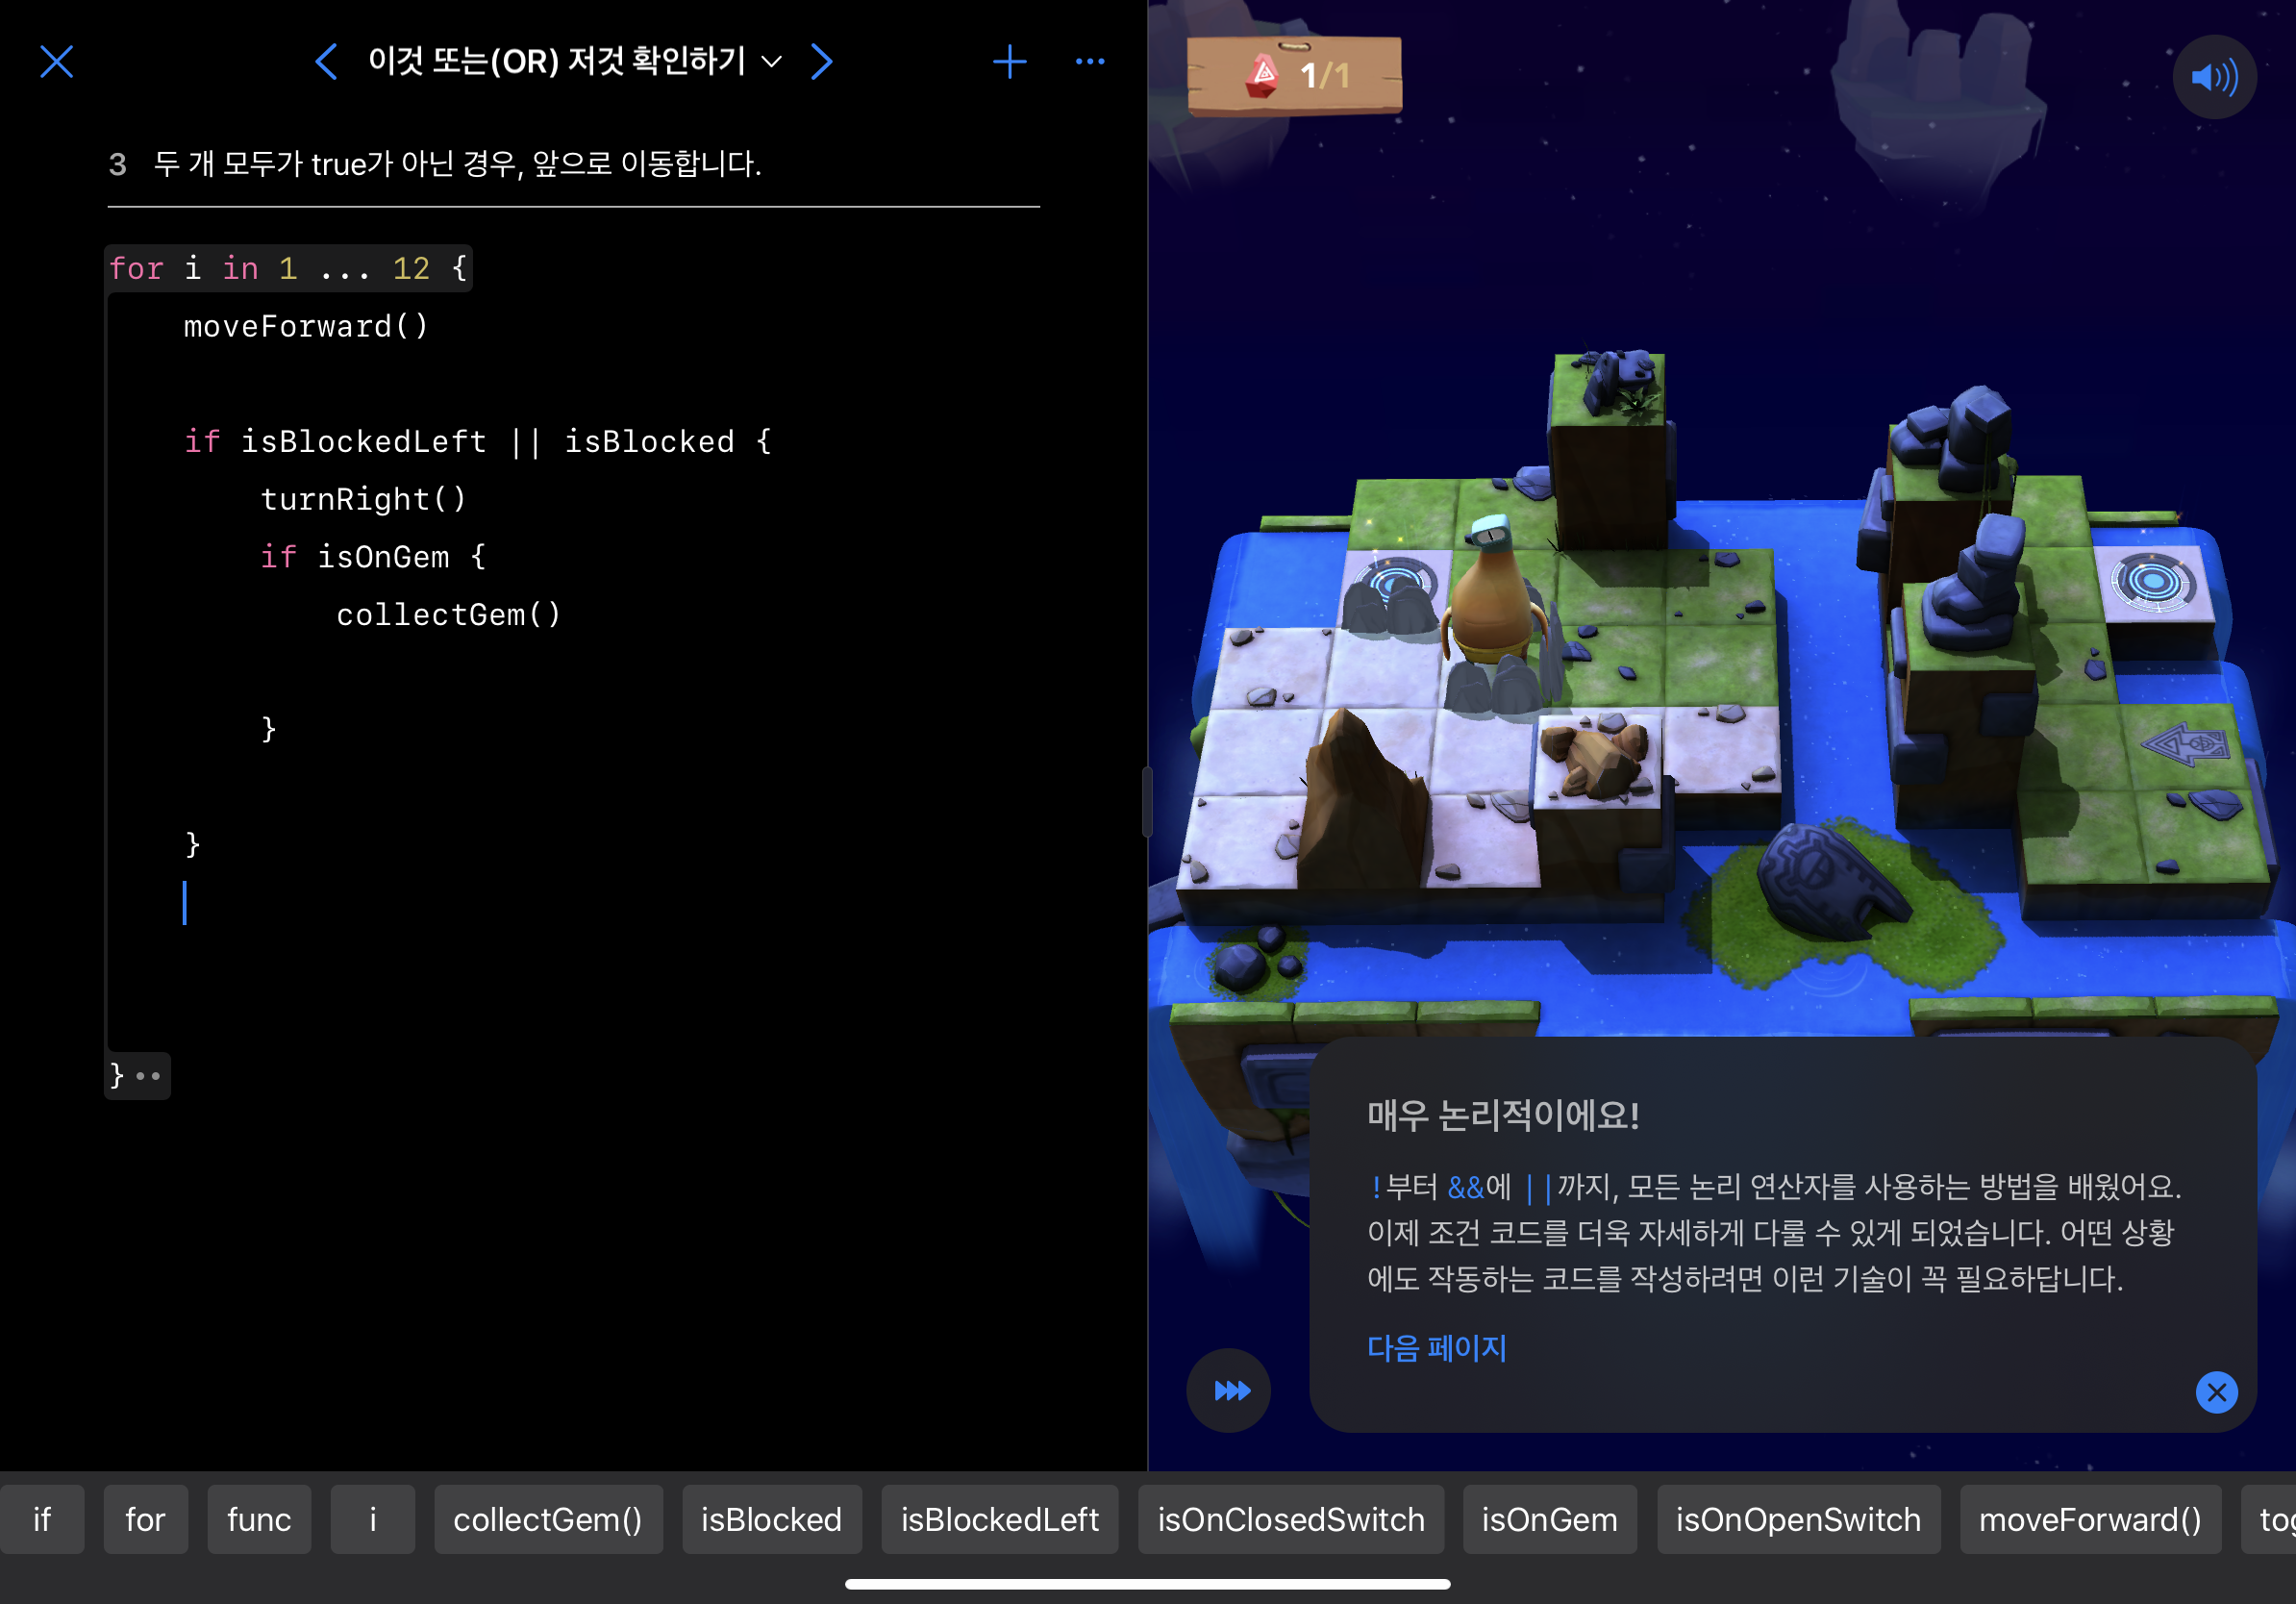 이것 또는(OR) 저것 확인하기
1/1
3 두 개 모두가 true가 아닌 경우, 앞으로 이동합니다.
for i in 1 ... 12 {
moveForward()
if isBlockedLeft || isBlocked {
turnRight()
if isOnGem {
collectGem()
}
}
}
매우 논리적이에요!
!부터 &&에 ||까지, 모든 논리 연산자를 사용하는 방법을 배웠어요.
이제 조건 코드를 더욱 자세하게 다룰 수 있게 되었습니다. 어떤 상황
에도 작동하는 코드를 작성하려면 이런 기술이 꼭 필요하답니다.
다음 페이지
if for func i collectGem() isBlocked isBlockedLeft isOnClosedSwitch isOnGem isOnOpenSwitch moveForward()